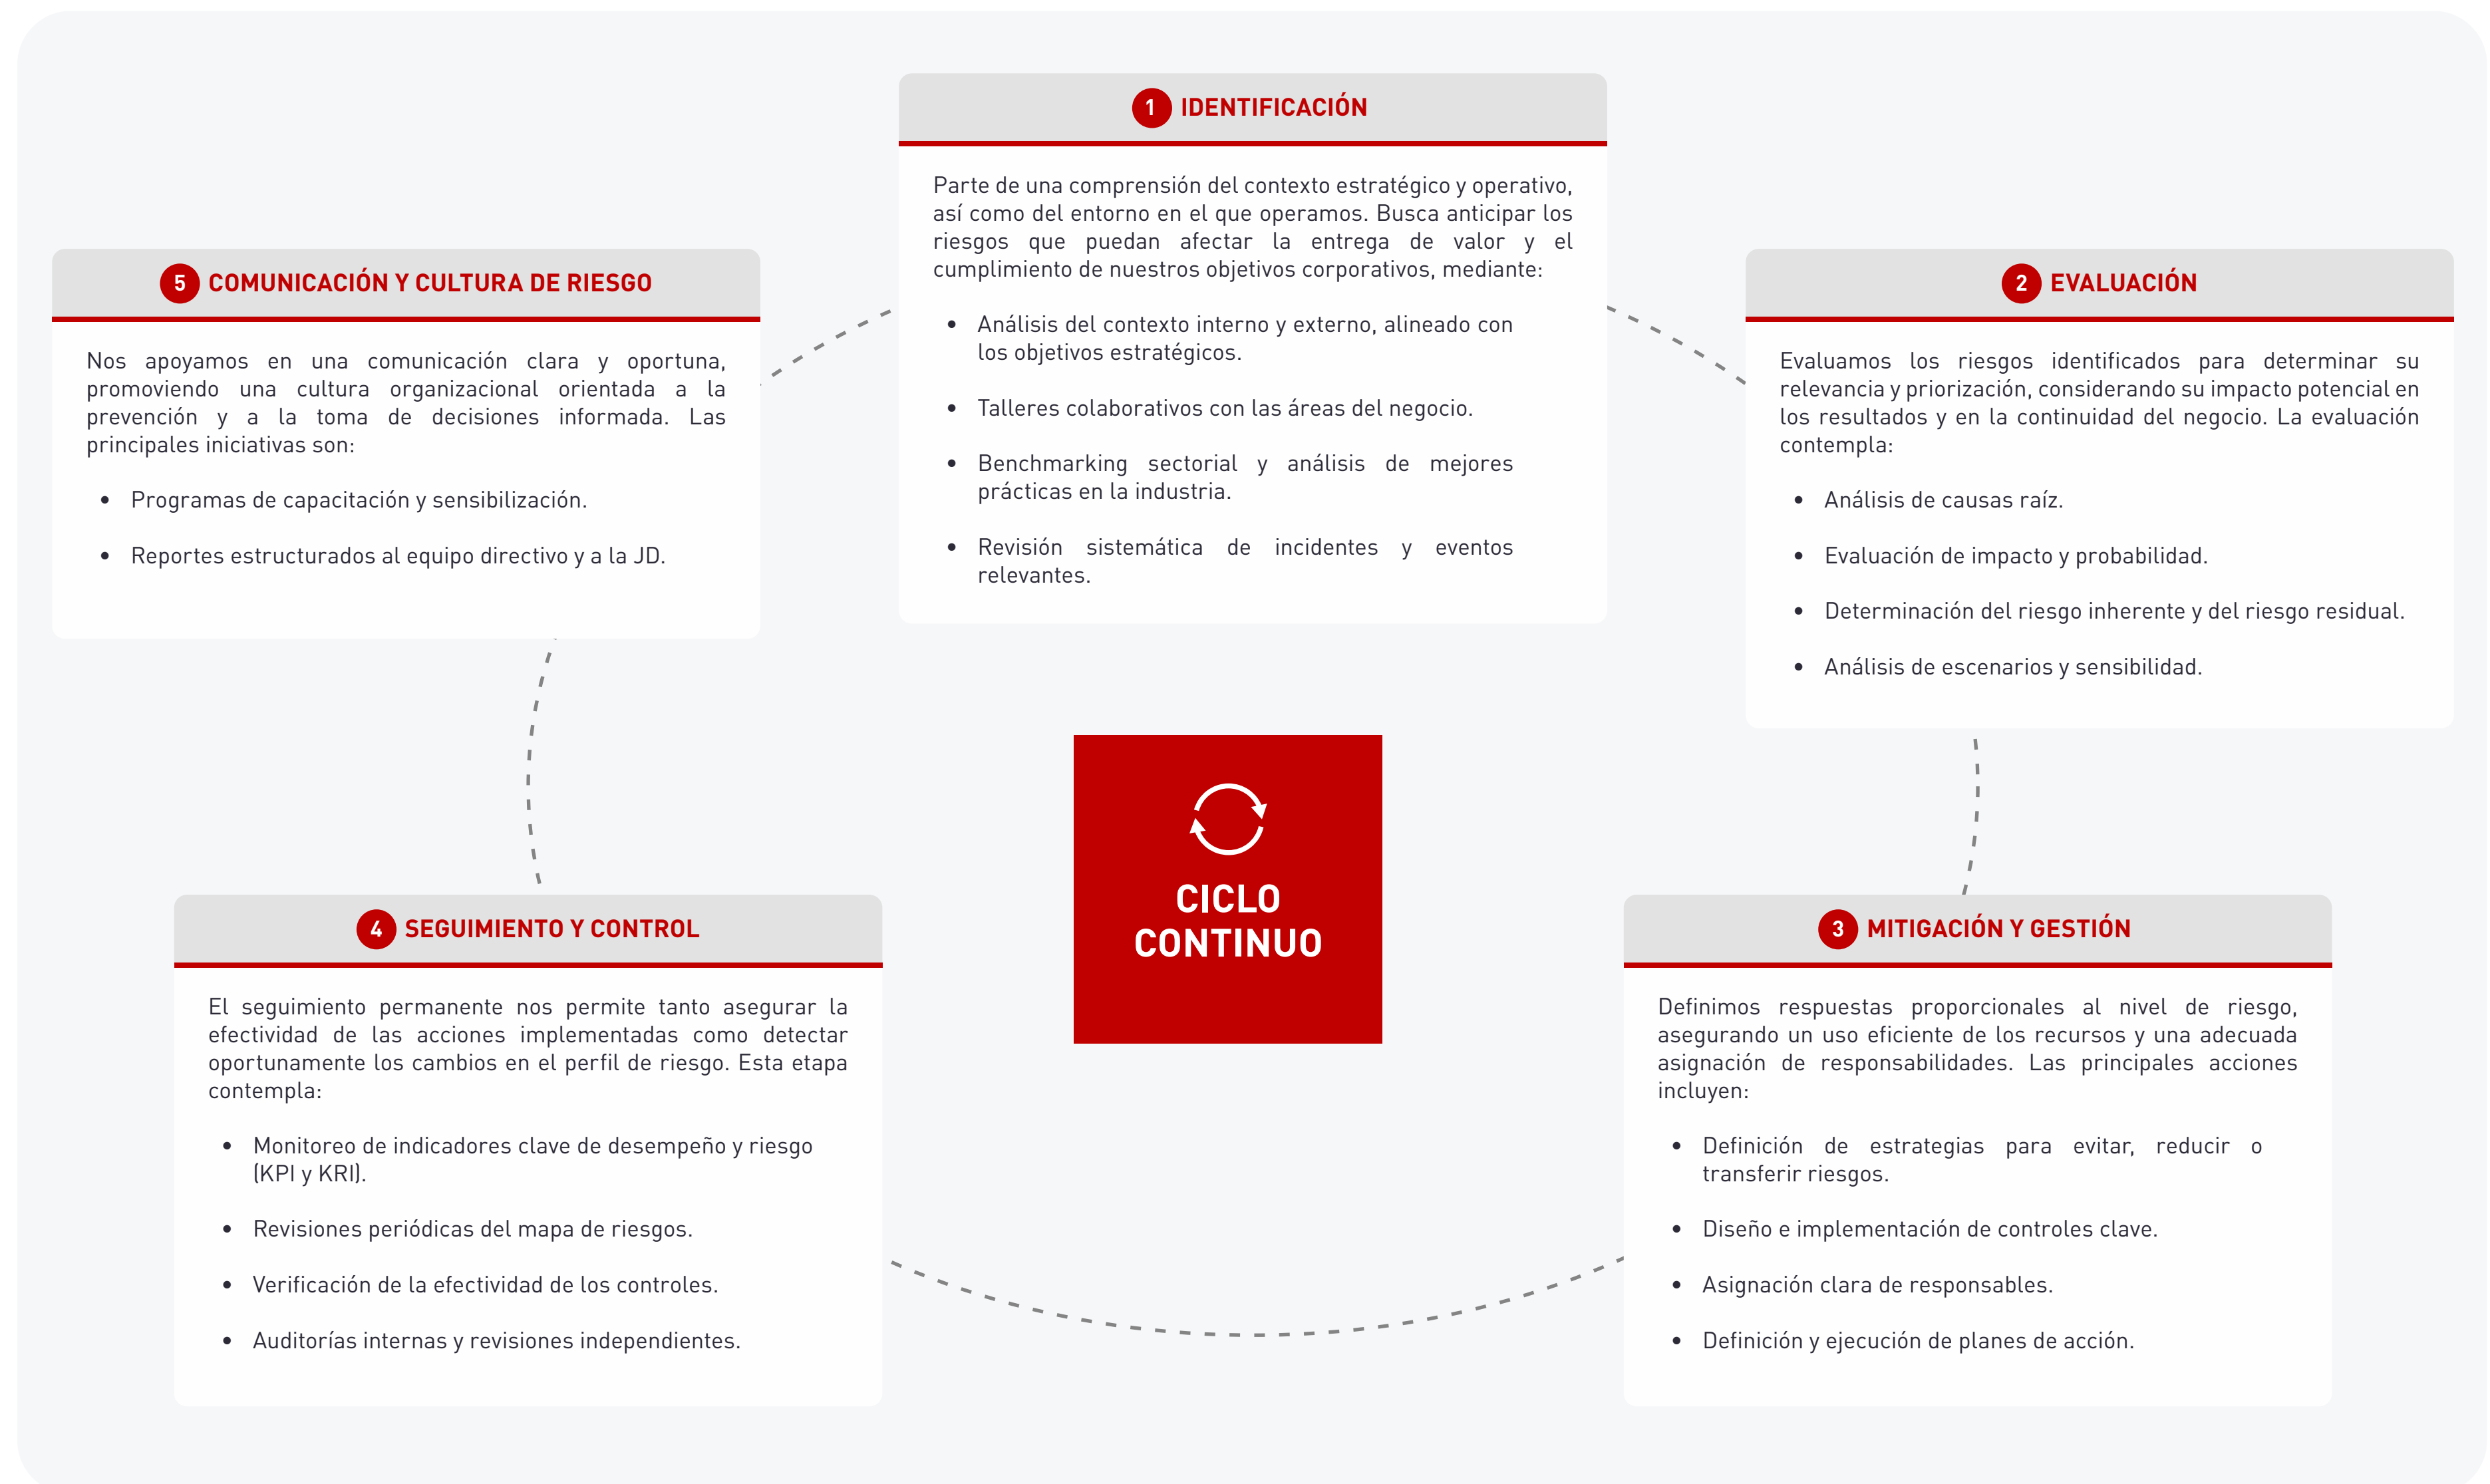 1 IDENTIFICACIÓN
Parte de una comprensión del contexto estratégico y operativo,
así como del entorno en el que operamos. Busca anticipar los
riesgos que puedan afectar la entrega de valor y el
cumplimiento de nuestros objetivos corporativos, mediante:
• Análisis del contexto interno y externo, alineado con
los objetivos estratégicos.
• Talleres colaborativos con las áreas del negocio.
• Benchmarking sectorial y análisis de mejores
prácticas en la industria.
• Revisión sistemática de incidentes y eventos
relevantes.
2 EVALUACIÓN
Evaluamos los riesgos identificados para determinar su
relevancia y priorización, considerando su impacto potencial en
los resultados y en la continuidad del negocio. La evaluación
contempla:
• Análisis de causas raíz.
• Evaluación de impacto y probabilidad.
• Determinación del riesgo inherente y del riesgo residual.
• Análisis de escenarios y sensibilidad.
3 MITIGACIÓN Y GESTIÓN
Definimos respuestas proporcionales al nivel de riesgo,
asegurando un uso eficiente de los recursos y una adecuada
asignación de responsabilidades. Las principales acciones
incluyen:
• Definición de estrategias para evitar, reducir o
transferir riesgos.
• Diseño e implementación de controles clave.
• Asignación clara de responsables.
• Definición y ejecución de planes de acción.
4 SEGUIMIENTO Y CONTROL
El seguimiento permanente nos permite tanto asegurar la
efectividad de las acciones implementadas como detectar
oportunamente los cambios en el perfil de riesgo. Esta etapa
contempla:
• Monitoreo de indicadores clave de desempeño y riesgo
(KPI y KRI).
• Revisiones periódicas del mapa de riesgos.
• Verificación de la efectividad de los controles.
• Auditorías internas y revisiones independientes.
5 COMUNICACIÓN Y CULTURA DE RIESGO
Nos apoyamos en una comunicación clara y oportuna,
promoviendo una cultura organizacional orientada a la
prevención y a la toma de decisiones informada. Las
principales iniciativas son:
• Programas de capacitación y sensibilización.
• Reportes estructurados al equipo directivo y a la JD.
CICLO
CONTINUO